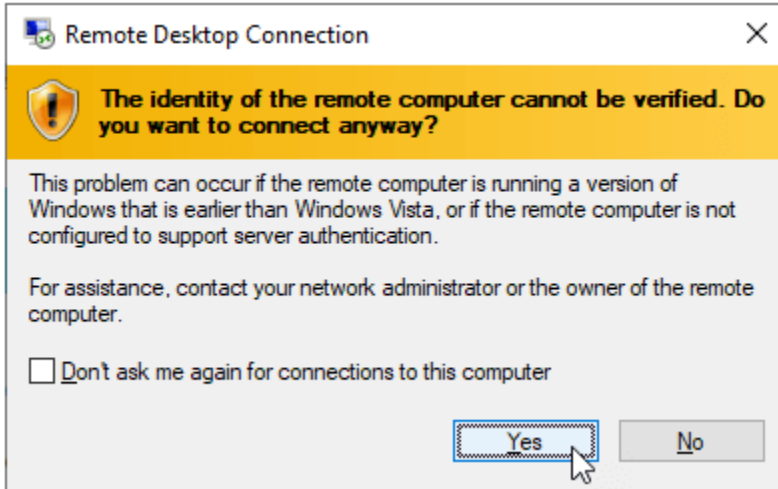 Remote Desktop Connection
The identity of the remote computer cannot be verified. Do
you want to connect anyway?
This problem can occur if the remote computer is running a version of
Windows that is earlier than Windows Vista, or if the remote computer is not
configured to support server authentication.
For assistance, contact your network administrator or the owner of the remote
computer.
Don't ask me again for connections to this computer
Yes
No